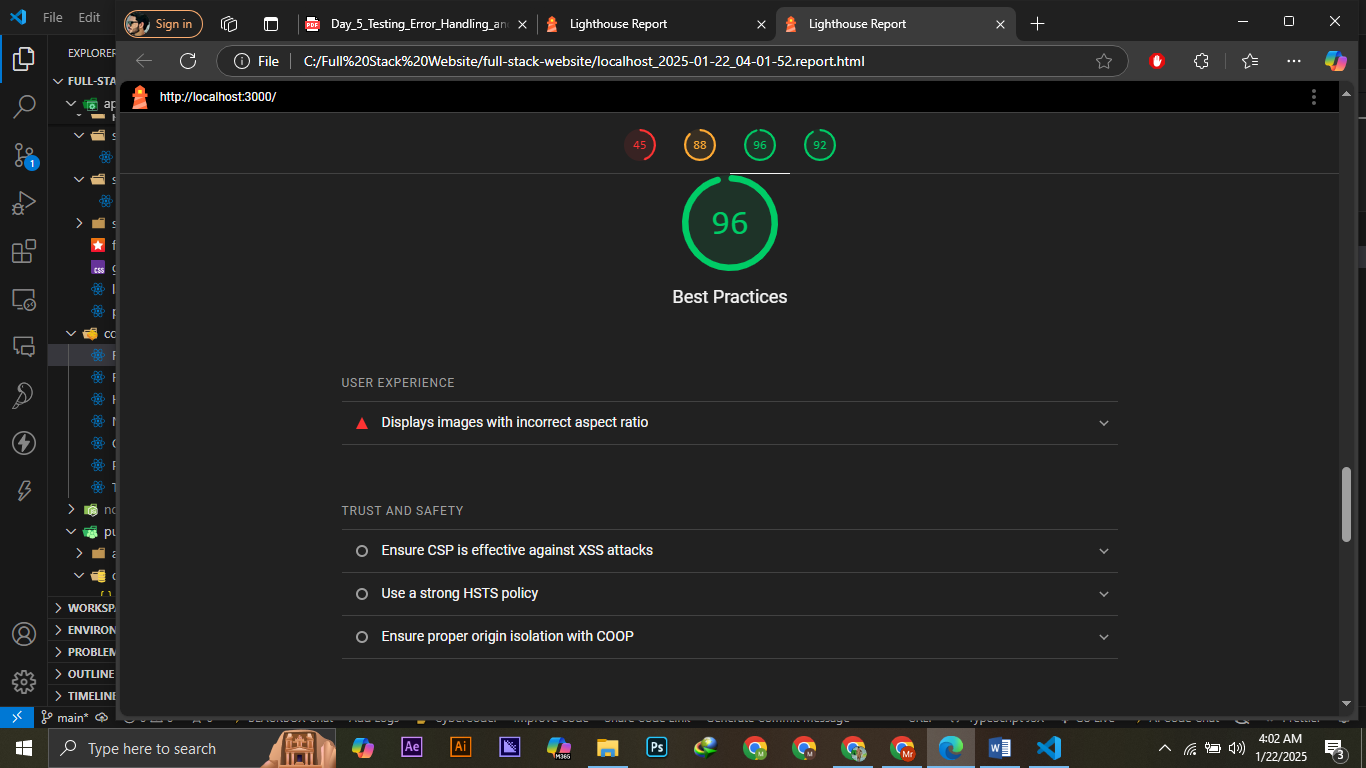 File Edit
Sign in
Day_5_Testing_Error_Handling_an
Lighthouse Report
Lighthouse Report
EXPLORER
File
C:/Full%20Stack%20Website/full-stack-website/localhost_2025-01-22_04-01-52.report.html
FULL-STA
http://localhost:3000/
45
88
96
92
96
Best Practices
USER EXPERIENCE
Displays images with incorrect aspect ratio
TRUST AND SAFETY
Ensure CSP is effective against XSS attacks
Use a strong HSTS policy
Ensure proper origin isolation with COOP
WORKSPA
ENVIRON
PROBLEM
OUTLINE
TIMELINE
main*
Type here to search
4:02 AM
1/22/2025
3